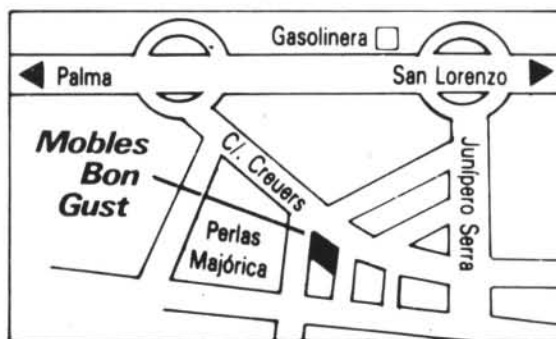 Gasolinera
Palma
San Lorenzo
Mobles
Bon
Gust
C/. Creuers
Junípero Serra
Perlas
Majórica